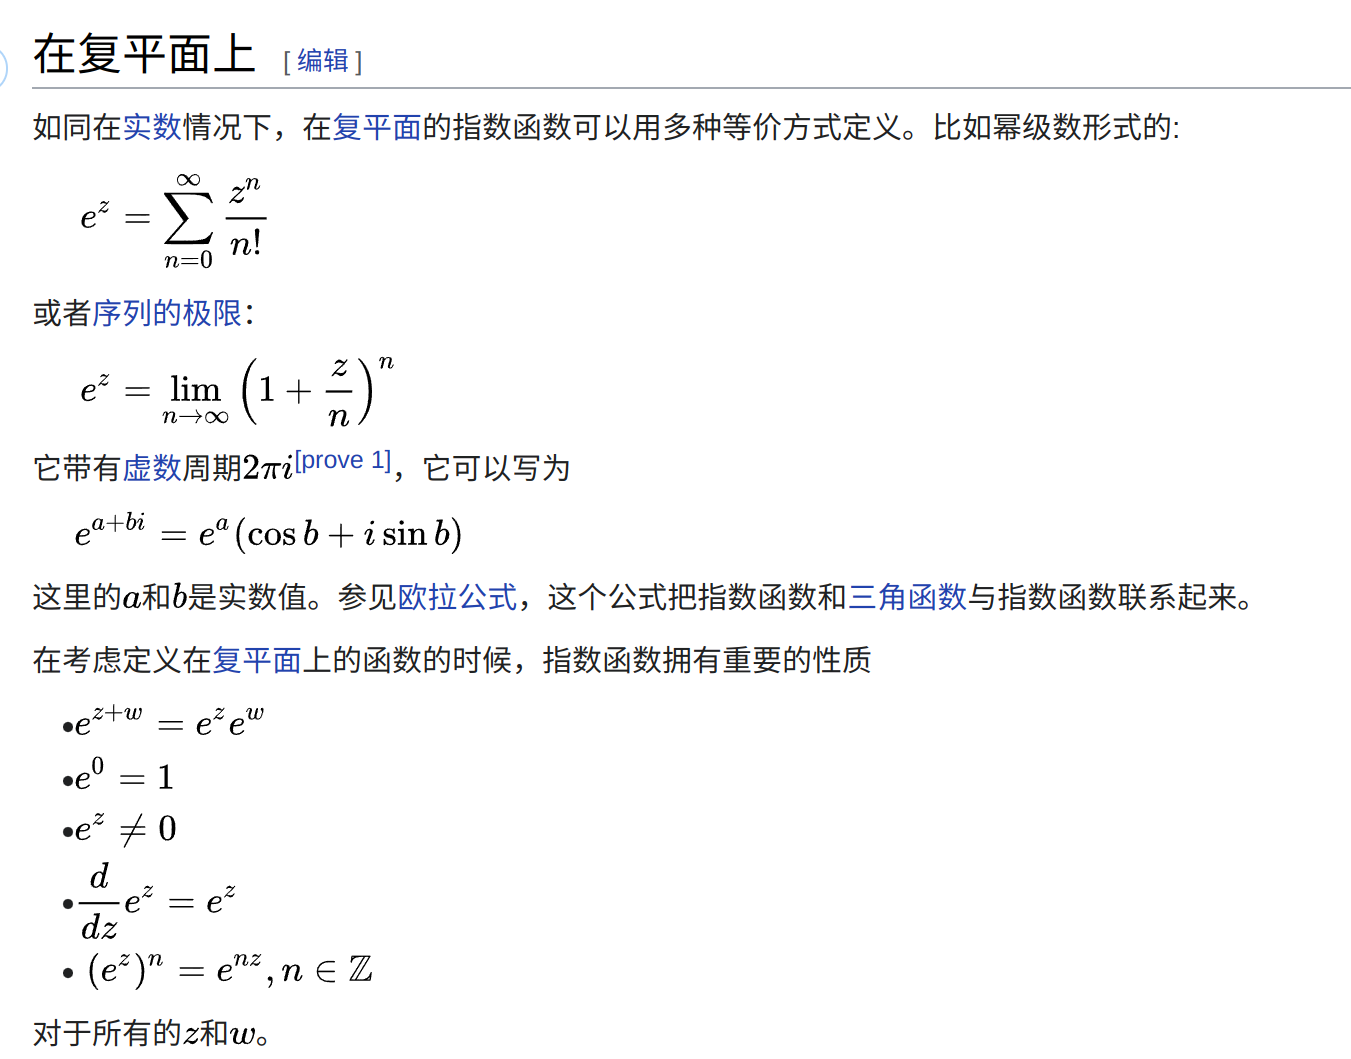 在复平面上 [ 编辑 ]
如同在实数情况下，在复平面的指数函数可以用多种等价方式定义。比如幂级数形式的:
e^z = \sum_{n=0}^{\infty} \frac{z^n}{n!}
或者序列的极限：
e^z = \lim_{n \to \infty} \left(1 + \frac{z}{n}\right)^n
它带有虚数周期2πi[prove 1]，它可以写为
e^{a+bi} = e^a(\cos b + i \sin b)
这里的a和b是实数值。参见欧拉公式，这个公式把指数函数和三角函数与指数函数联系起来。
在考虑定义在复平面上的函数的时候，指数函数拥有重要的性质
•e^{z+w} = e^z e^w
•e^0 = 1
•e^z ≠ 0
•\frac{d}{dz} e^z = e^z
• (e^z)^n = e^{nz}, n ∈ ℤ
对于所有的z和w。